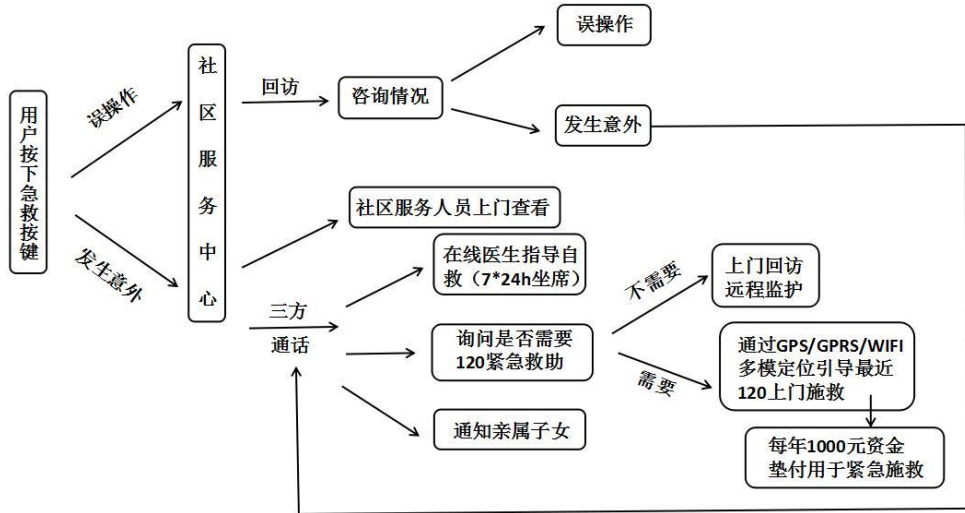 用户按下急救按键
误操作
发生意外
社区服务中心
回访
咨询情况
误操作
发生意外
社区服务人员上门查看
三方
通话
在线医生指导自
救（7*24h坐席）
询问是否需要
120紧急救助
通知亲属子女
不需要
需要
上门回访
远程监护
通过GPS/GPRS/WIFI
多模定位引导最近
120上门施救
每年1000元资金
垫付用于紧急施救